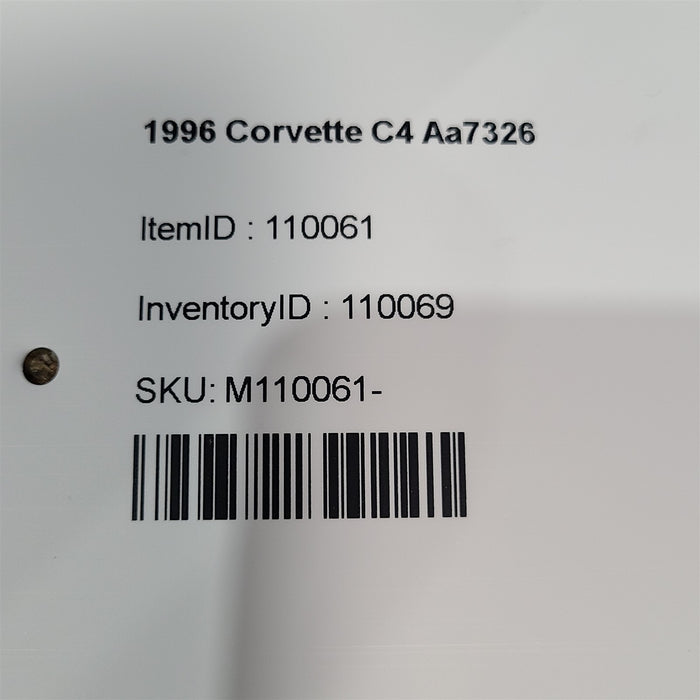 1996 Corvette C4 Aa7326
ItemID : 110061
InventoryID : 110069
SKU: M110061-